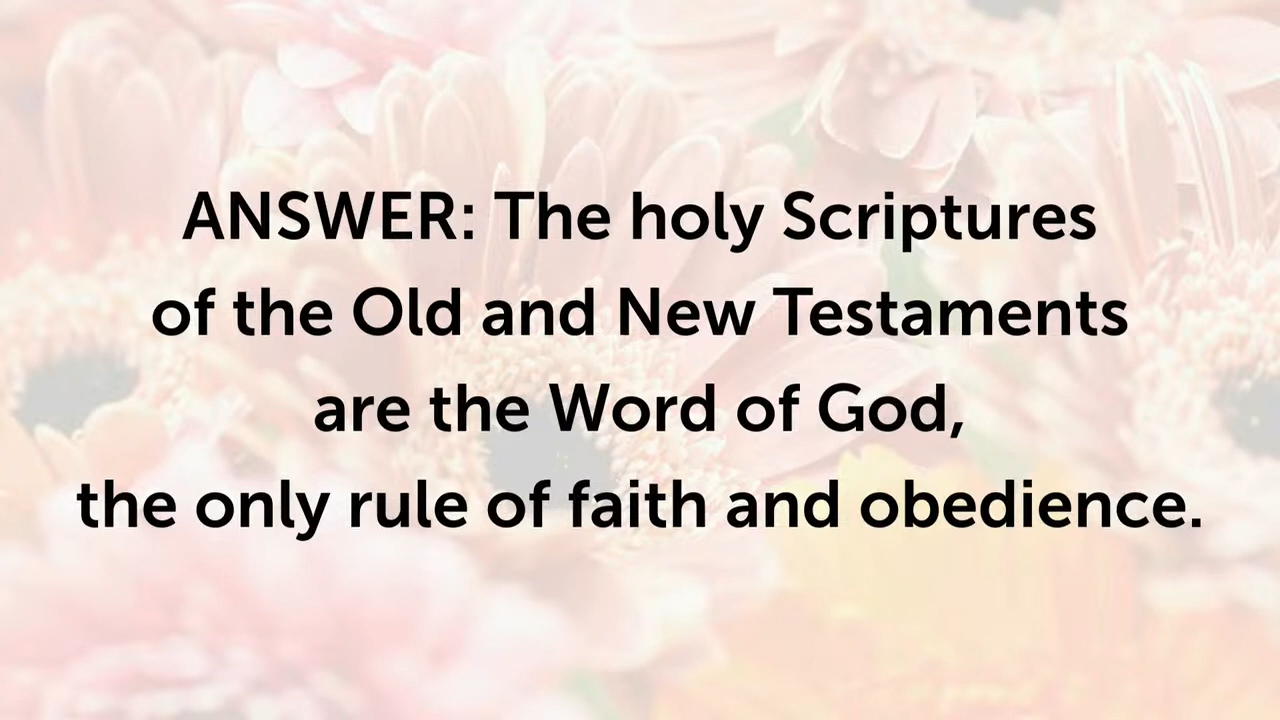 ANSWER: The holy Scriptures
of the Old and New Testaments
are the Word of God,
the only rule of faith and obedience.